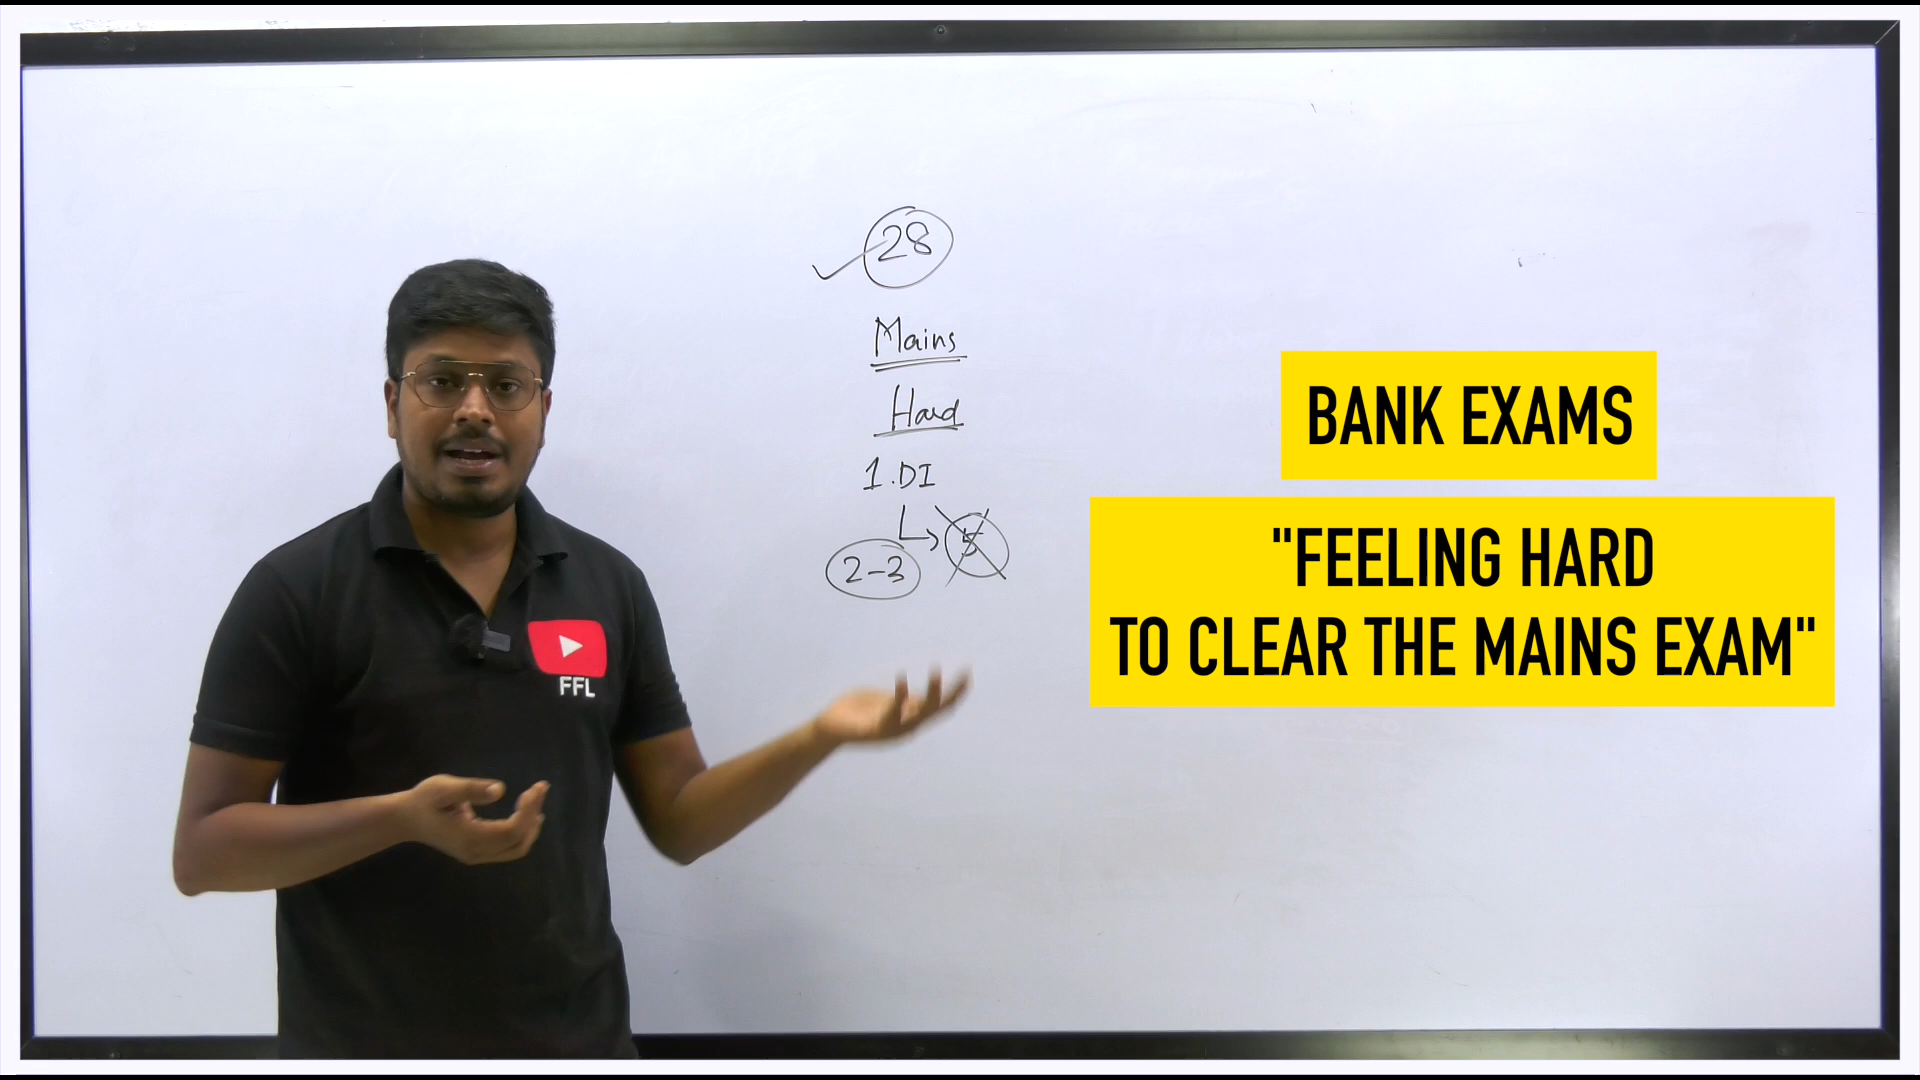 28
Mains
Hard
1.DI
5
2-3
FFL
BANK EXAMS
"FEELING HARD
TO CLEAR THE MAINS EXAM"